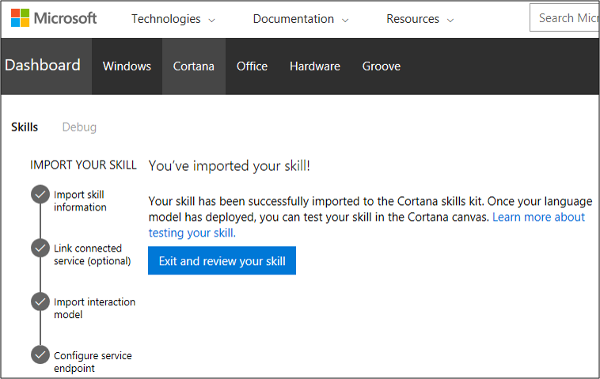 Microsoft Technologies Documentation Resources Search Mic
Dashboard Windows Cortana Office Hardware Groove
Skills Debug
IMPORT YOUR SKILL
Import skill
information
Link connected
service (optional)
Import interaction
model
Configure service
endpoint
You've imported your skill!
Your skill has been successfully imported to the Cortana skills kit. Once your language
model has deployed, you can test your skill in the Cortana canvas. Learn more about
testing your skill.
Exit and review your skill